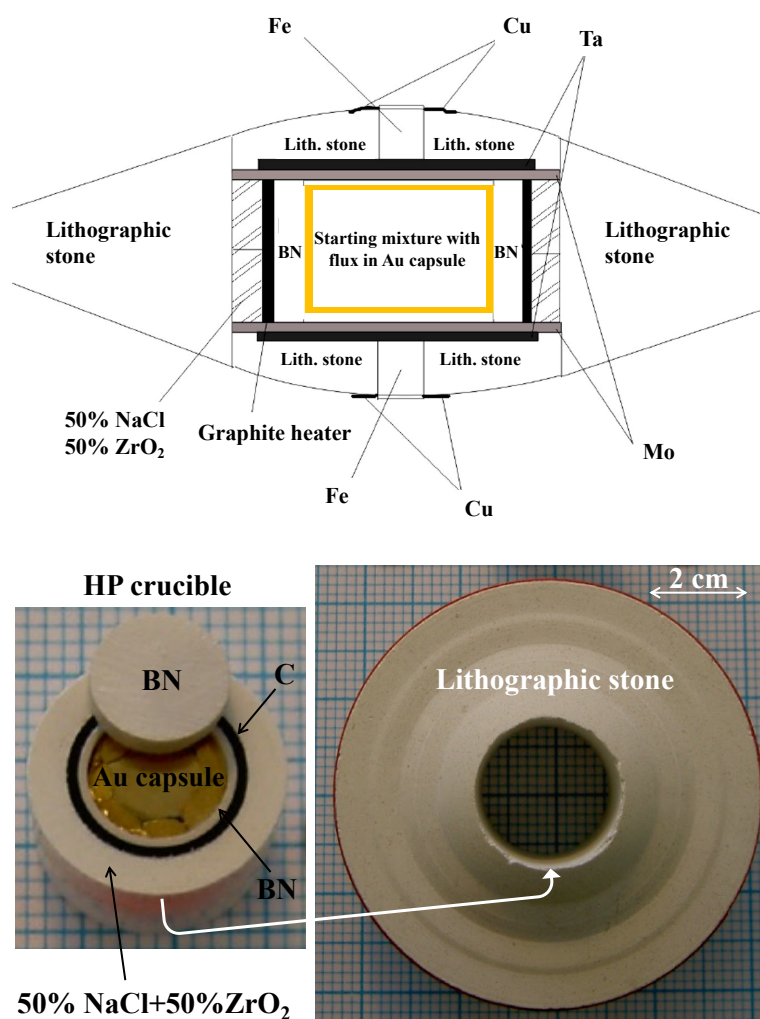 Fe
Cu
Ta
Lith. stone
Lith. stone
Lithographic
stone
BN
Starting mixture with
flux in Au capsule
BN
Lithographic
stone
Lith. stone
Lith. stone
50% NaCl
50% ZrO₂
Graphite heater
Mo
Fe
Cu
HP crucible
2 cm
BN
C
Lithographic stone
Au capsule
BN
50% NaCl+50%ZrO₂